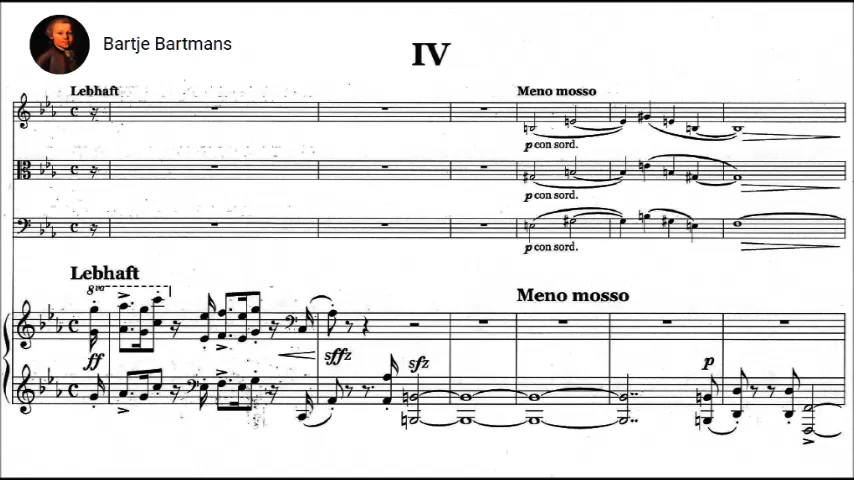 Bartje Bartmans
IV
Lebhaft
Meno mosso
p con sord.
p con sord.
p con sord.
Lebhaft
8va
Meno mosso
ff
sffz
sfz
p